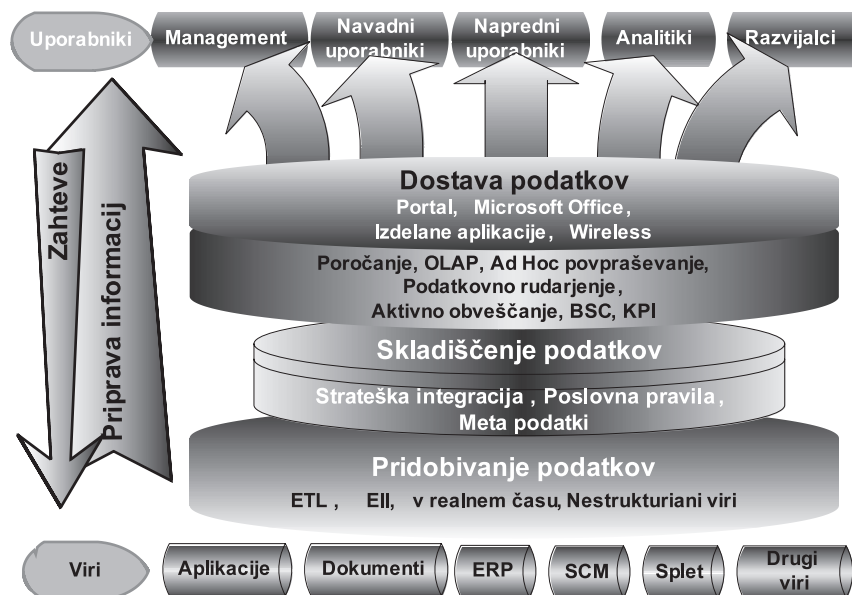 Uporabniki
Management
Navadni
uporabniki
Napredni
uporabniki
Analitiki
Razvijalci
Zahteve
Priprava informacij
Dostava podatkov
Portal, Microsoft Office,
Izdelane aplikacije, Wireless
Poročanje, OLAP, Ad Hoc povpraševanje,
Podatkovno rudarjenje,
Aktivno obveščanje, BSC, KPI
Skladiščenje podatkov
Strateška integracija , Poslovna pravila ,
Meta podatki
Pridobivanje podatkov
ETL , EII, v realnem času, Nestrukturiani viri
Viri
Aplikacije
Dokumenti
ERP
SCM
Splet
Drugi
viri